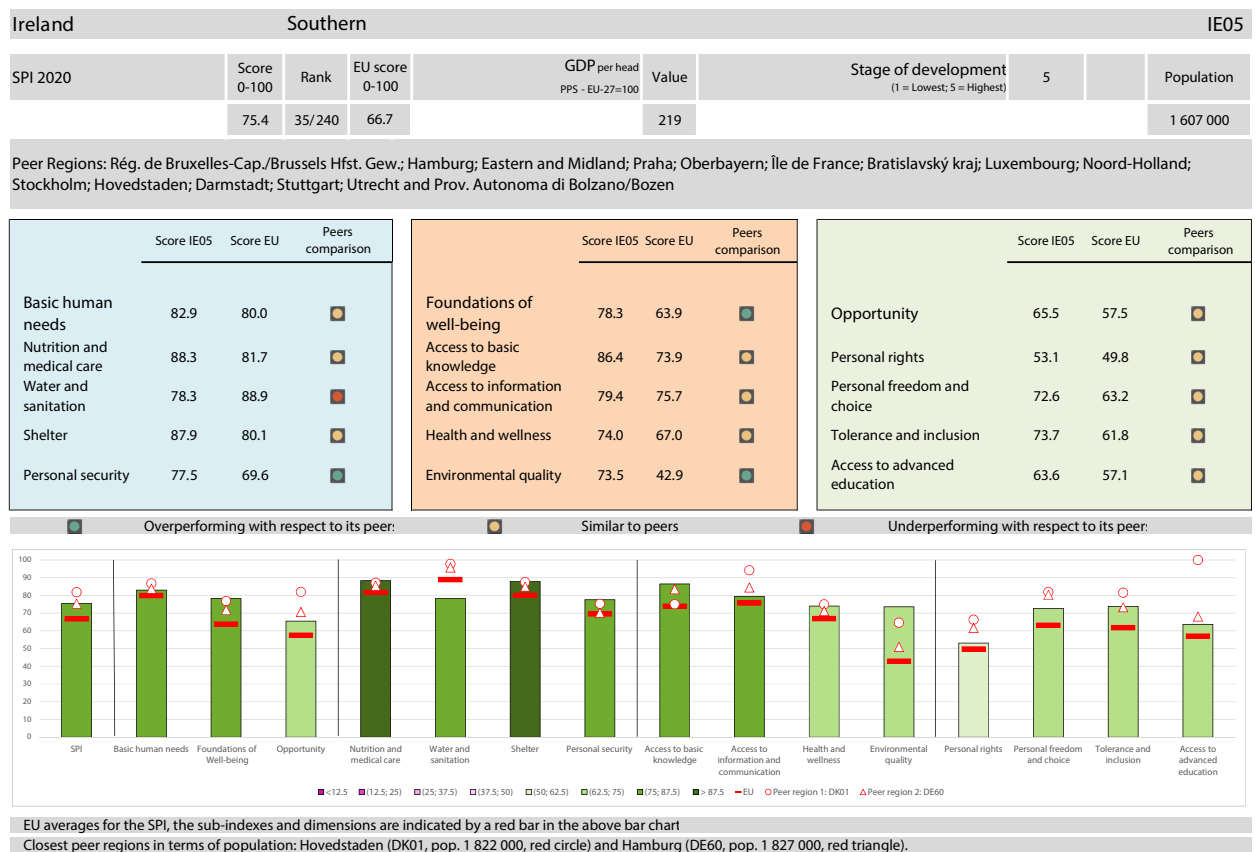 Ireland Southern IE05
SPI 2020 Score 0-100 Rank EU score 0-100 GDP per head PPS - EU-27=100 Value Stage of development (1 = Lowest; 5 = Highest) 5 Population
75.4 35/240 66.7 219 1 607 000
Peer Regions: Rég. de Bruxelles-Cap./Brussels Hfst. Gew.; Hamburg; Eastern and Midland; Praha; Oberbayern; Île de France; Bratislavský kraj; Luxembourg; Noord-Holland;
Stockholm; Hovedstaden; Darmstadt; Stuttgart; Utrecht and Prov. Autonoma di Bolzano/Bozen
Score IE05 Score EU Peers comparison
Basic human needs 82.9 80.0
Nutrition and medical care 88.3 81.7
Water and sanitation 78.3 88.9
Shelter 87.9 80.1
Personal security 77.5 69.6
Score IE05 Score EU Peers comparison
Foundations of well-being 78.3 63.9
Access to basic knowledge 86.4 73.9
Access to information and communication 79.4 75.7
Health and wellness 74.0 67.0
Environmental quality 73.5 42.9
Score IE05 Score EU Peers comparison
Opportunity 65.5 57.5
Personal rights 53.1 49.8
Personal freedom and choice 72.6 63.2
Tolerance and inclusion 73.7 61.8
Access to advanced education 63.6 57.1
Overperforming with respect to its peers Similar to peers Underperforming with respect to its peers
100
90
80
70
60
50
40
30
20
10
0
SPI
Basic human needs
Foundations of Well-being
Opportunity
Nutrition and medical care
Water and sanitation
Shelter
Personal security
Access to basic knowledge
Access to information and communication
Health and wellness
Environmental quality
Personal rights
Personal freedom and choice
Tolerance and inclusion
Access to advanced education
<12.5 (12.5; 25) (25; 37.5) (37.5; 50) (50; 62.5) (62.5; 75) (75; 87.5) > 87.5 EU Peer region 1: DK01 Peer region 2: DE60
EU averages for the SPI, the sub-indexes and dimensions are indicated by a red bar in the above bar chart
Closest peer regions in terms of population: Hovedstaden (DK01, pop. 1 822 000, red circle) and Hamburg (DE60, pop. 1 827 000, red triangle).